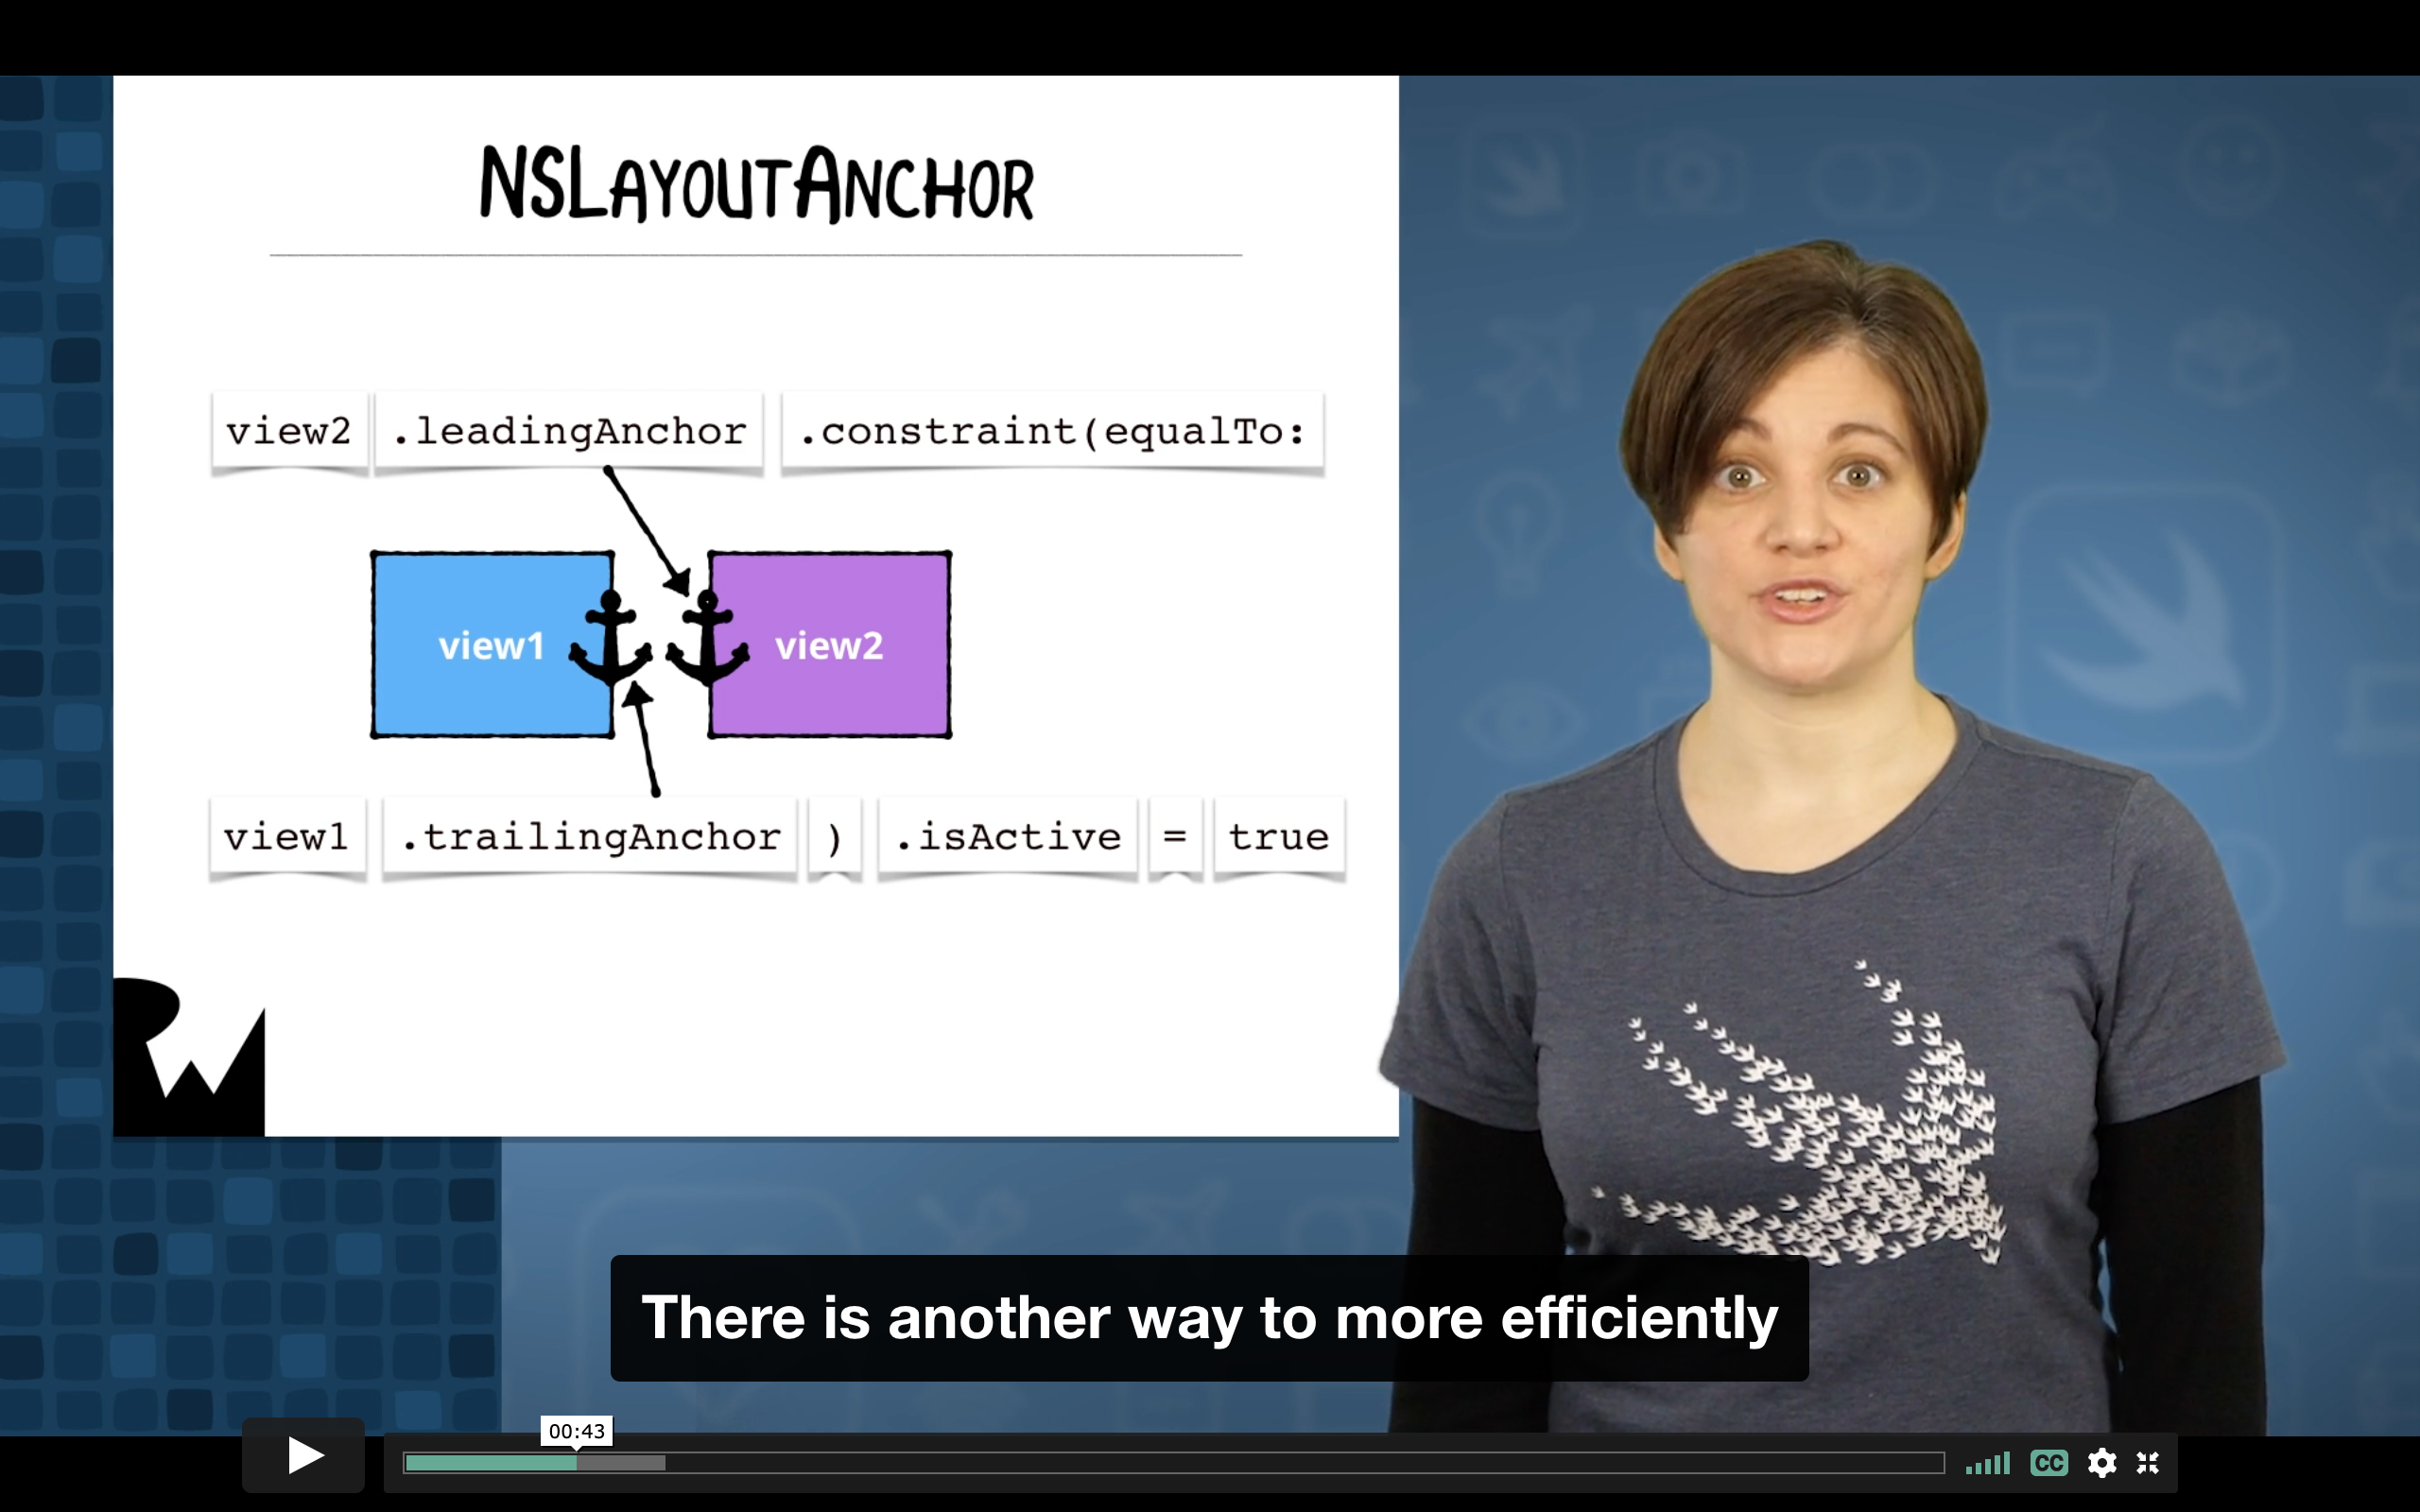 NSLayoutAnchor
view2 .leadingAnchor .constraint(equalTo:
view1 view2
view1 .trailingAnchor ) .isActive = true
RW
There is another way to more efficiently
00:43
CC